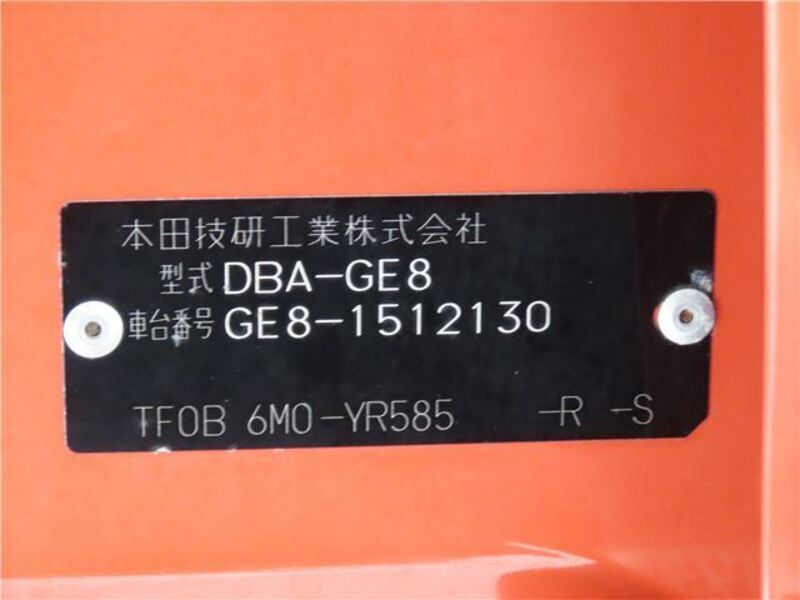 本田技研工業株式会社
型式 DBA-GE8
車台番号 GE8-1512130
TF0B 6M0-YR585 -R -S